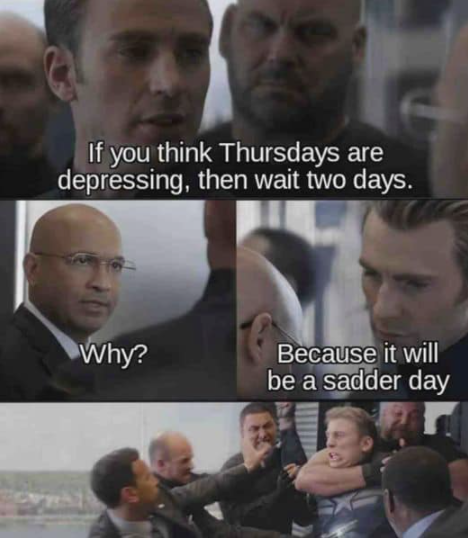 If you think Thursdays are
depressing, then wait two days.
Why?
Because it will
be a sadder day